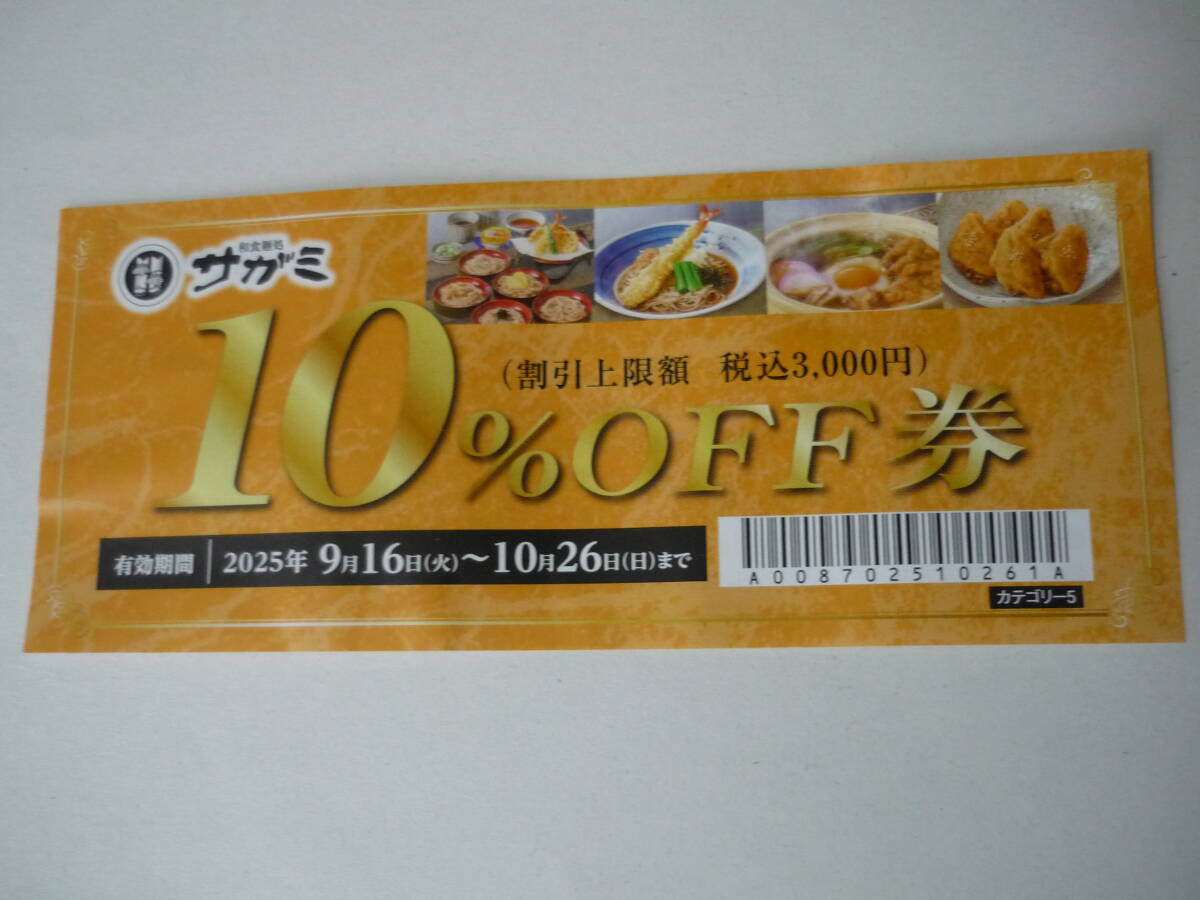 和食麺処
サガミ
10%OFF券
(割引上限額 税込3,000円)
有効期間 2025年 9月16日(火)~10月26日(日)まで
A008702510261A
カテゴリー5